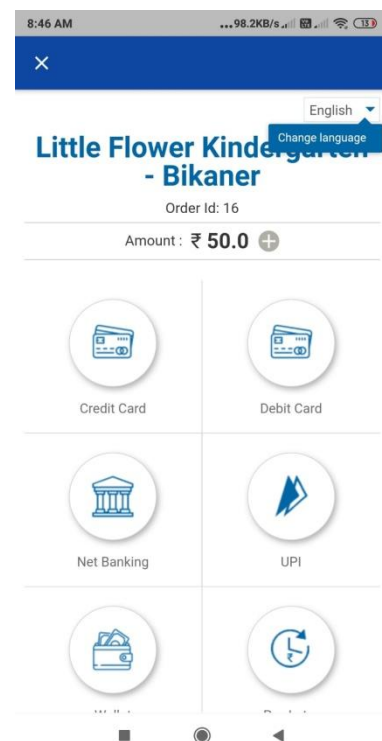 8:46 AM
...98.2KB/s
13
English
Change language
Little Flower Kindergarten
- Bikaner
Order Id: 16
Amount : ₹ 50.0
Credit Card
Debit Card
Net Banking
UPI